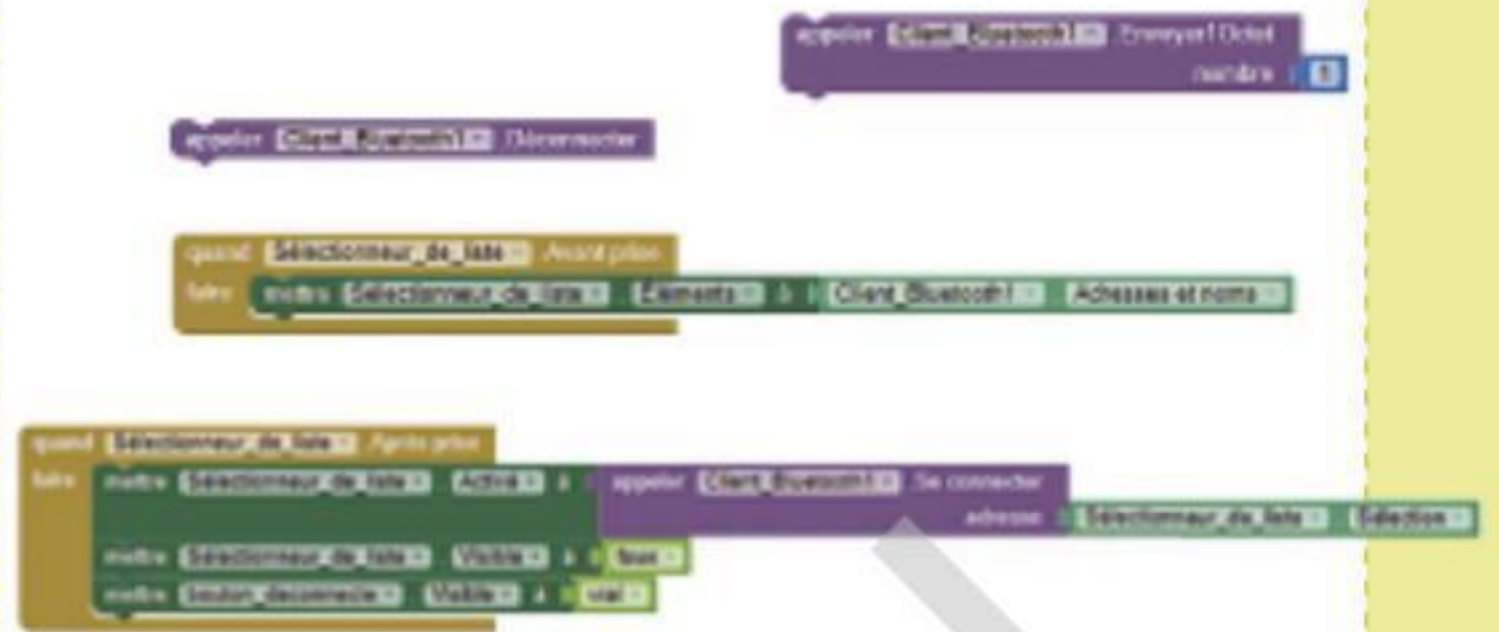 appeler Client_Bluetooth1 .Envoyer1Octet
nombre
appeler Client_Bluetooth1 .Déconnecter
quand Sélectionneur_de_liste .Avant prise
faire mettre Sélectionneur_de_liste . Éléments à Client_Bluetooth1 . Adresses et noms
quand Sélectionneur_de_liste .Après prise
faire mettre Sélectionneur_de_liste . Activé à appeler Client_Bluetooth1 .Se connecter
adresse Sélectionneur_de_liste . Sélection
mettre Sélectionneur_de_liste . Visible à faux
mettre bouton_deconnecte . Visible à vrai